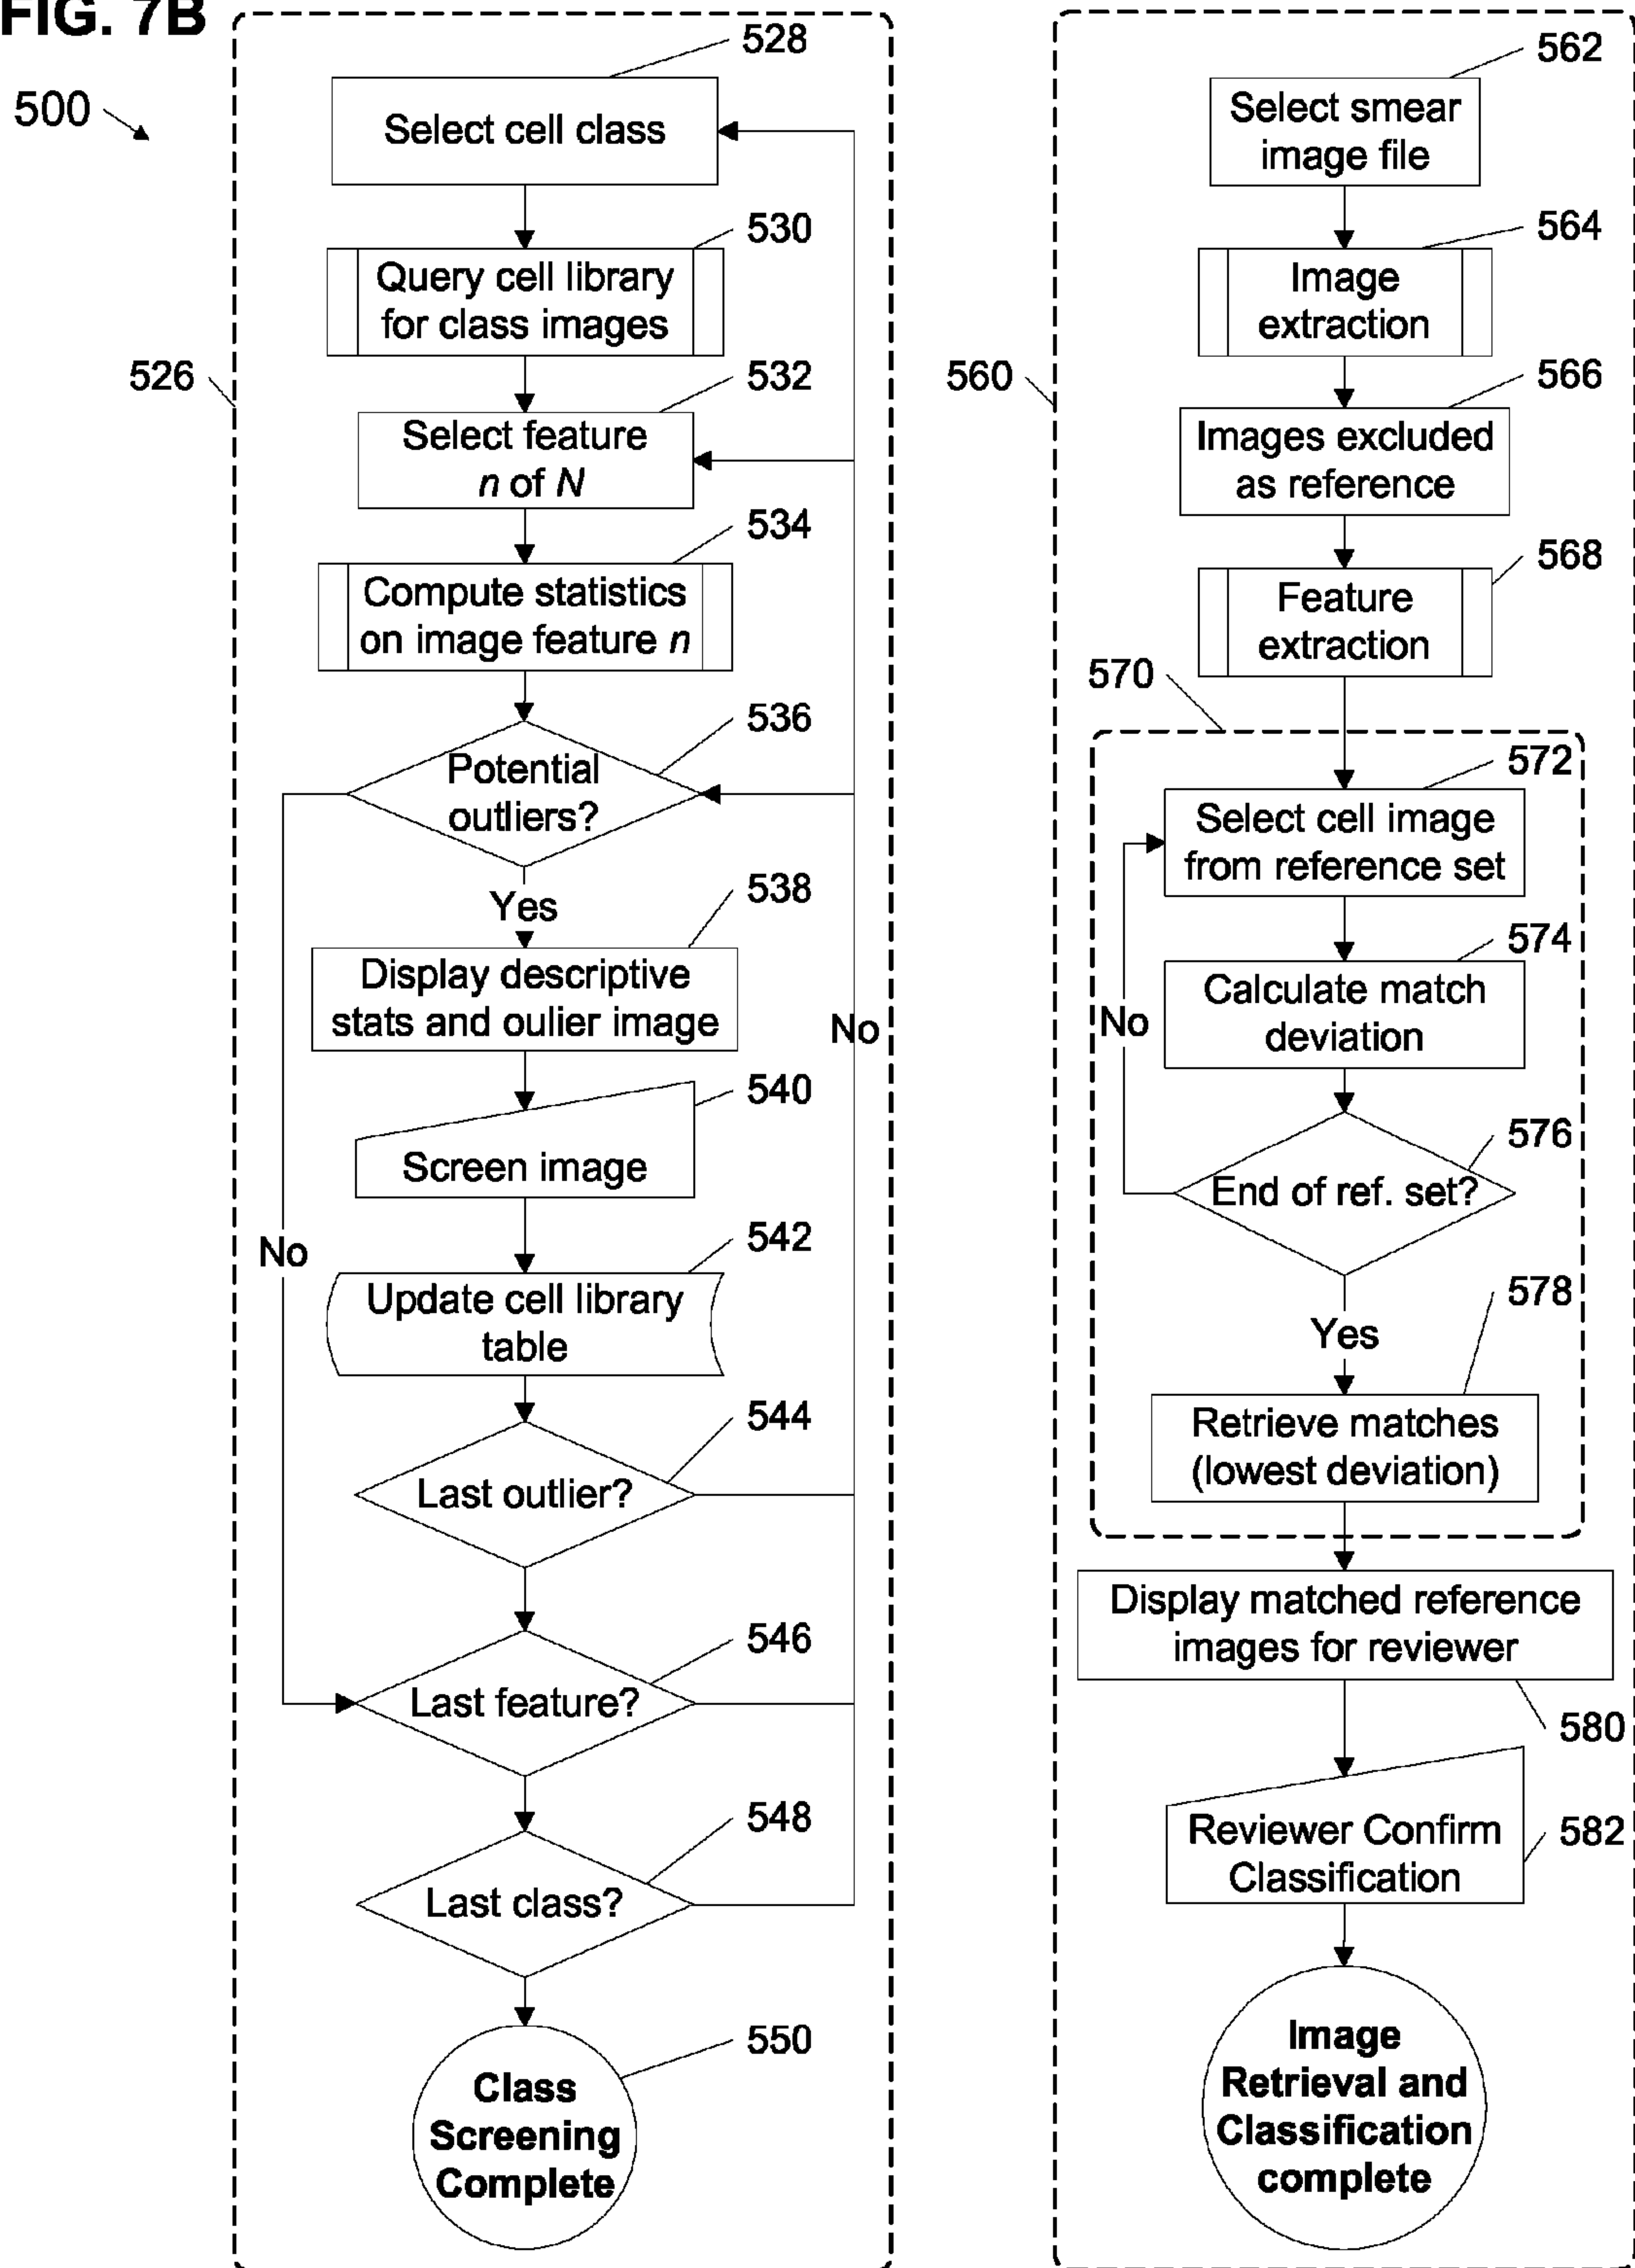 FIG. 7B
500
526
528
Select cell class
530
Query cell library
for class images
532
Select feature
n of N
534
Compute statistics
on image feature n
536
Potential
outliers?
Yes
538
Display descriptive
stats and oulier image
No
540
Screen image
No
542
Update cell library
table
544
Last outlier?
546
Last feature?
548
Last class?
550
Class
Screening
Complete
560
562
Select smear
image file
564
Image
extraction
566
Images excluded
as reference
568
Feature
extraction
570
572
Select cell image
from reference set
574
Calculate match
deviation
No
576
End of ref. set?
Yes
578
Retrieve matches
(lowest deviation)
Display matched reference
images for reviewer
580
Reviewer Confirm
Classification
582
Image
Retrieval and
Classification
complete